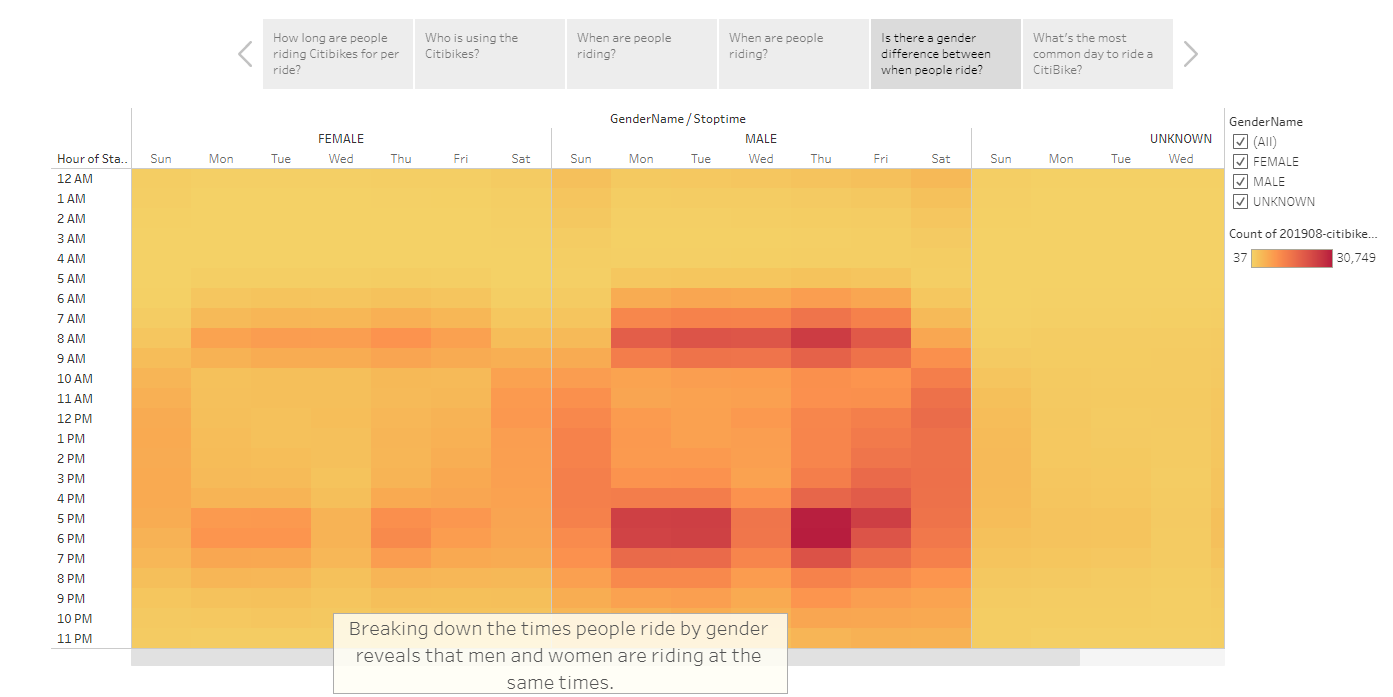 How long are people
riding Citibikes for per
ride?
Who is using the
Citibikes?
When are people
riding?
When are people
riding?
Is there a gender
difference between
when people ride?
What's the most
common day to ride a
CitiBike?
GenderName / Stoptime
FEMALE
MALE
UNKNOWN
Hour of Sta.. Sun Mon Tue Wed Thu Fri Sat Sun Mon Tue Wed Thu Fri Sat Sun Mon Tue Wed
12 AM
1 AM
2 AM
3 AM
4 AM
5 AM
6 AM
7 AM
8 AM
9 AM
10 AM
11 AM
12 PM
1 PM
2 PM
3 PM
4 PM
5 PM
6 PM
7 PM
8 PM
9 PM
10 PM
11 PM
Breaking down the times people ride by gender
reveals that men and women are riding at the
same times.
GenderName
(All)
FEMALE
MALE
UNKNOWN
Count of 201908-citibike...
37 30,749